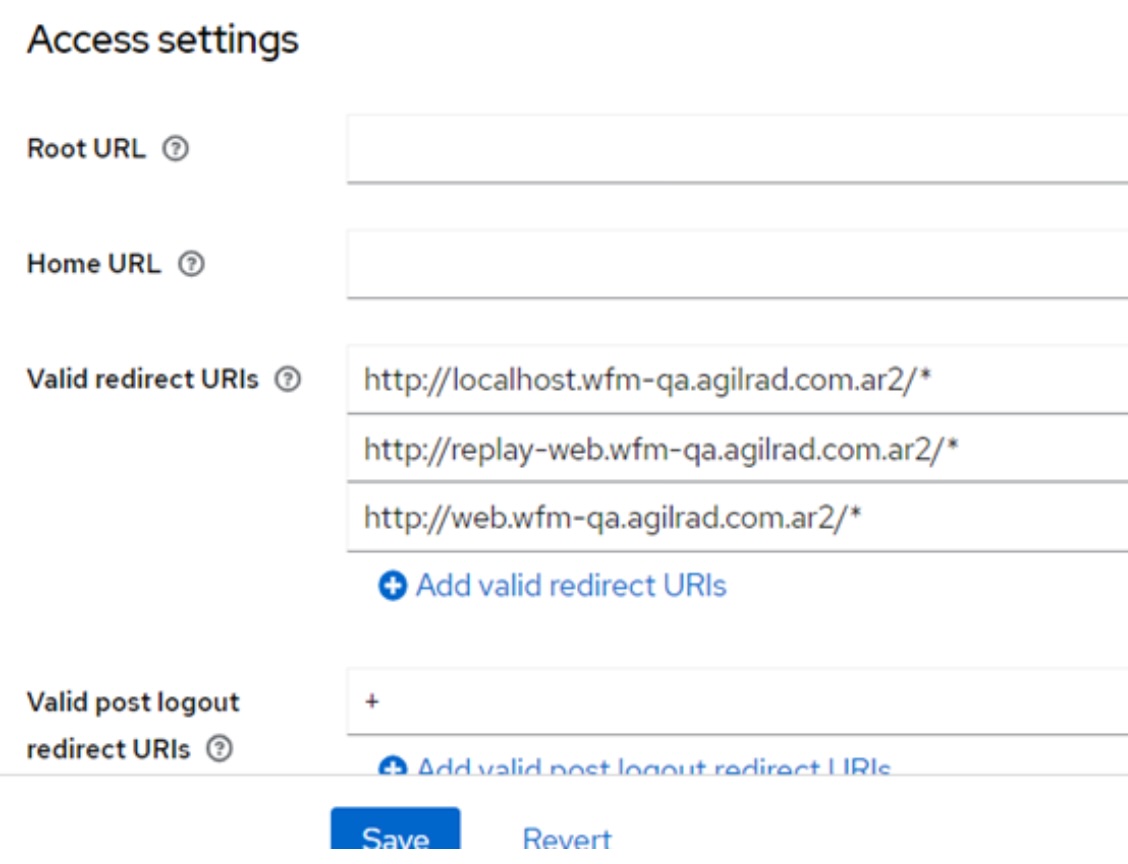 Access settings
Root URL
Home URL
Valid redirect URIs
http://localhost.wfm-qa.agilrad.com.ar2/*
http://replay-web.wfm-qa.agilrad.com.ar2/*
http://web.wfm-qa.agilrad.com.ar2/*
Add valid redirect URIs
Valid post logout
redirect URIs
+
Add valid post logout redirect URIs
Save
Revert